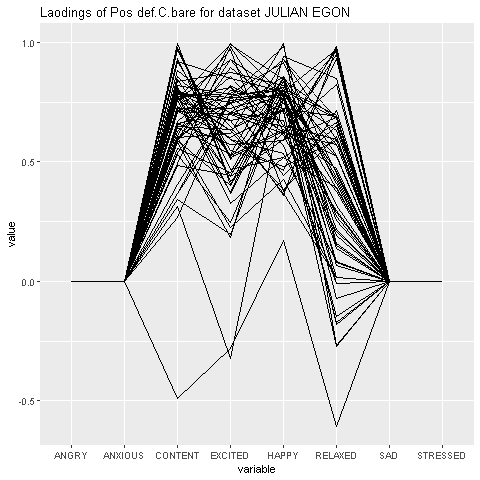 Laodings of Pos def.C.bare for dataset JULIAN EGON
1.0
0.5
0.0
-0.5
value
ANGRY ANXIOUS CONTENT EXCITED HAPPY RELAXED SAD STRESSED
variable